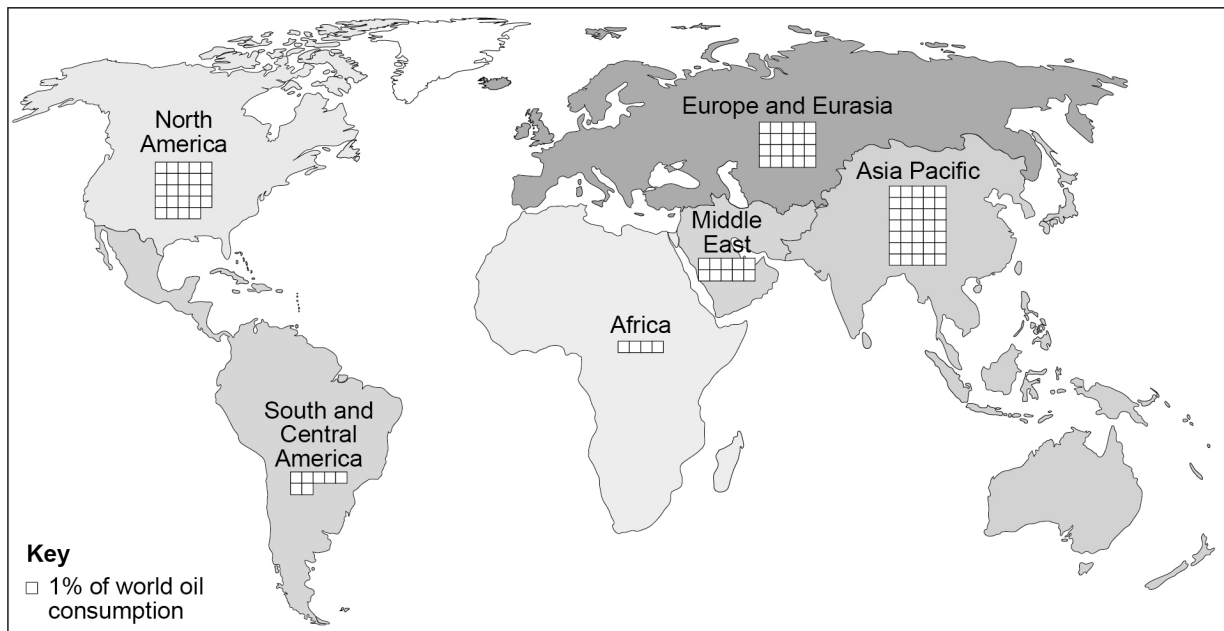 North
America
Europe and Eurasia
Asia Pacific
Middle
East
Africa
South and
Central
America
Key
1% of world oil
consumption